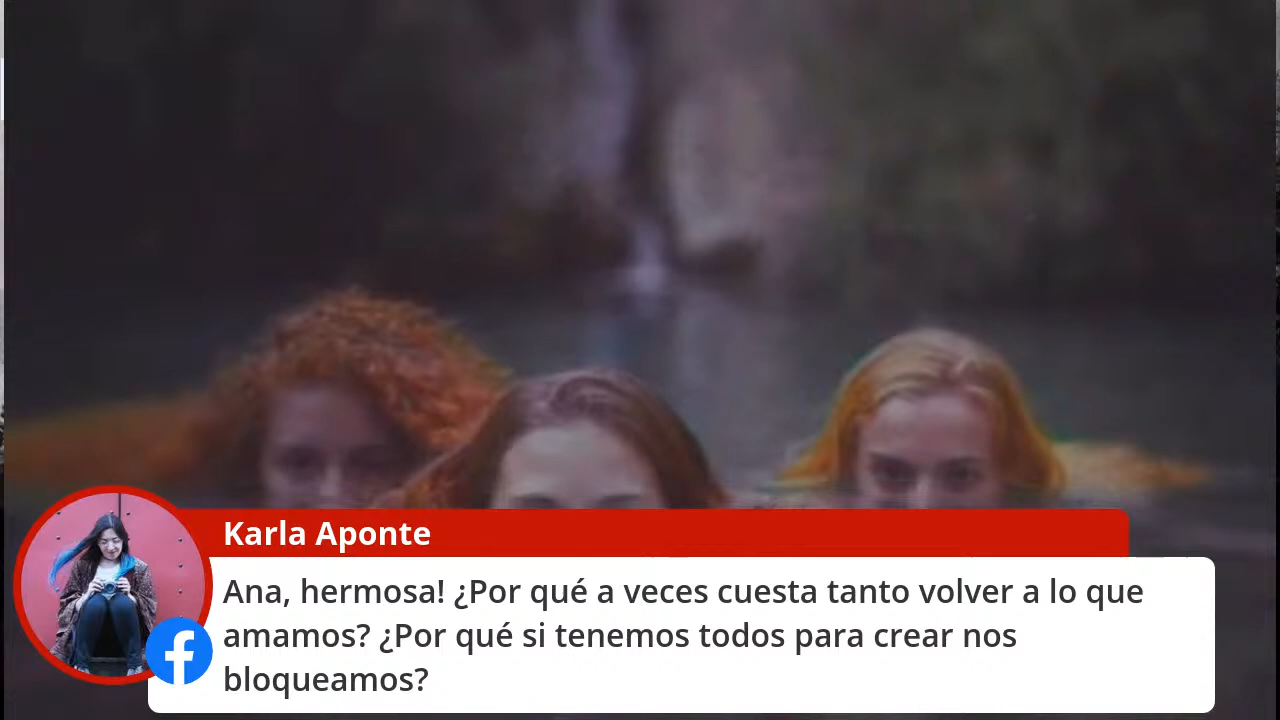 Karla Aponte
Ana, hermosa! ¿Por qué a veces cuesta tanto volver a lo que
amamos? ¿Por qué si tenemos todos para crear nos
bloqueamos?